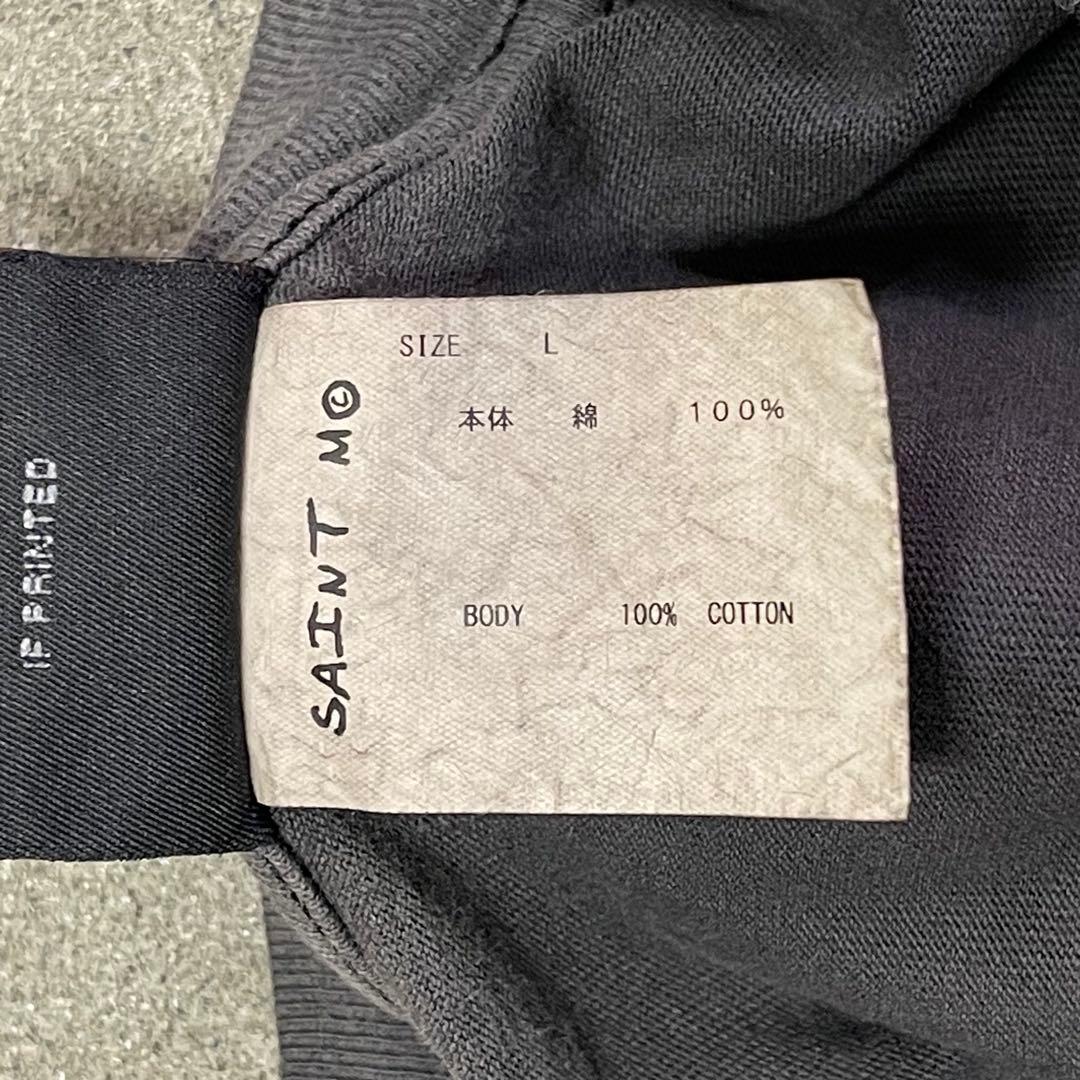 SIZE L
本体 綿 100%
BODY 100% COTTON
SAINT M
IF PRINTED